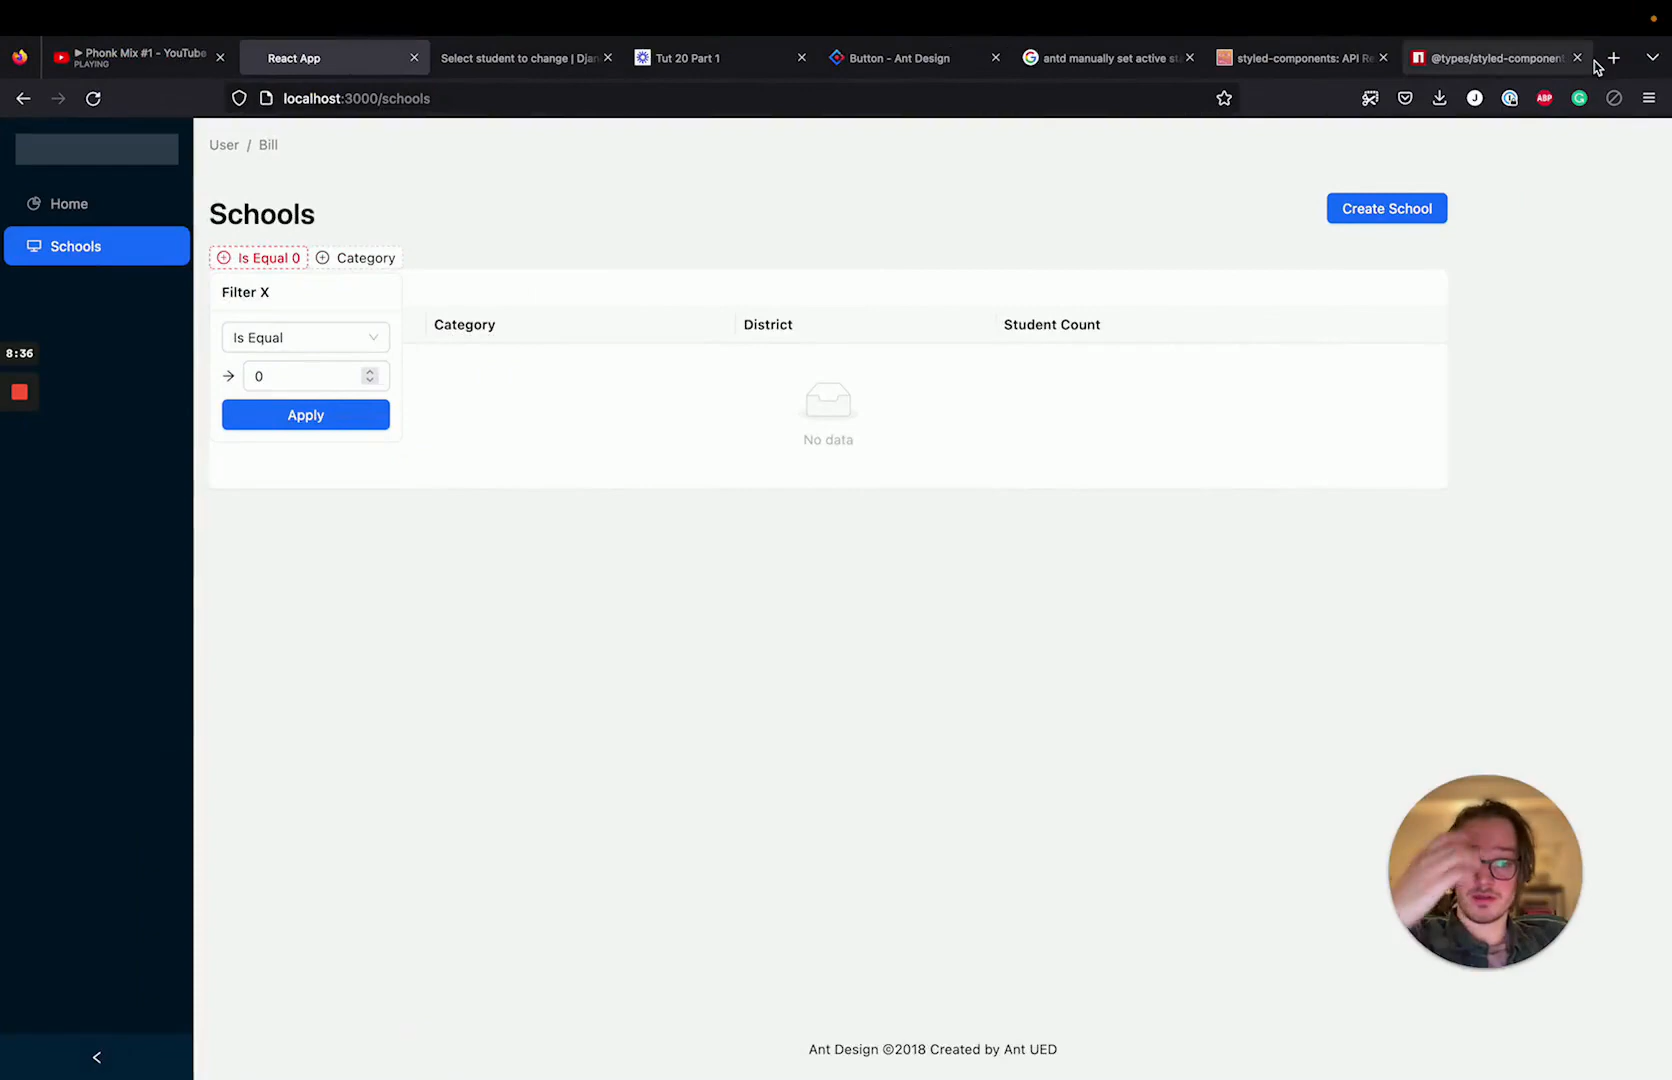 ▶ Phonk Mix #1 - YouTube
PLAYING
React App
Select student to change | Djan
Tut 20 Part 1
Button - Ant Design
antd manually set active sta
styled-components: API Re
@types/styled-component
localhost:3000/schools
ABP
User / Bill
Home
Schools
Schools
Create School
Is Equal 0
Category
Filter X
Is Equal
0
Apply
Category
District
Student Count
No data
8:36
Ant Design ©2018 Created by Ant UED